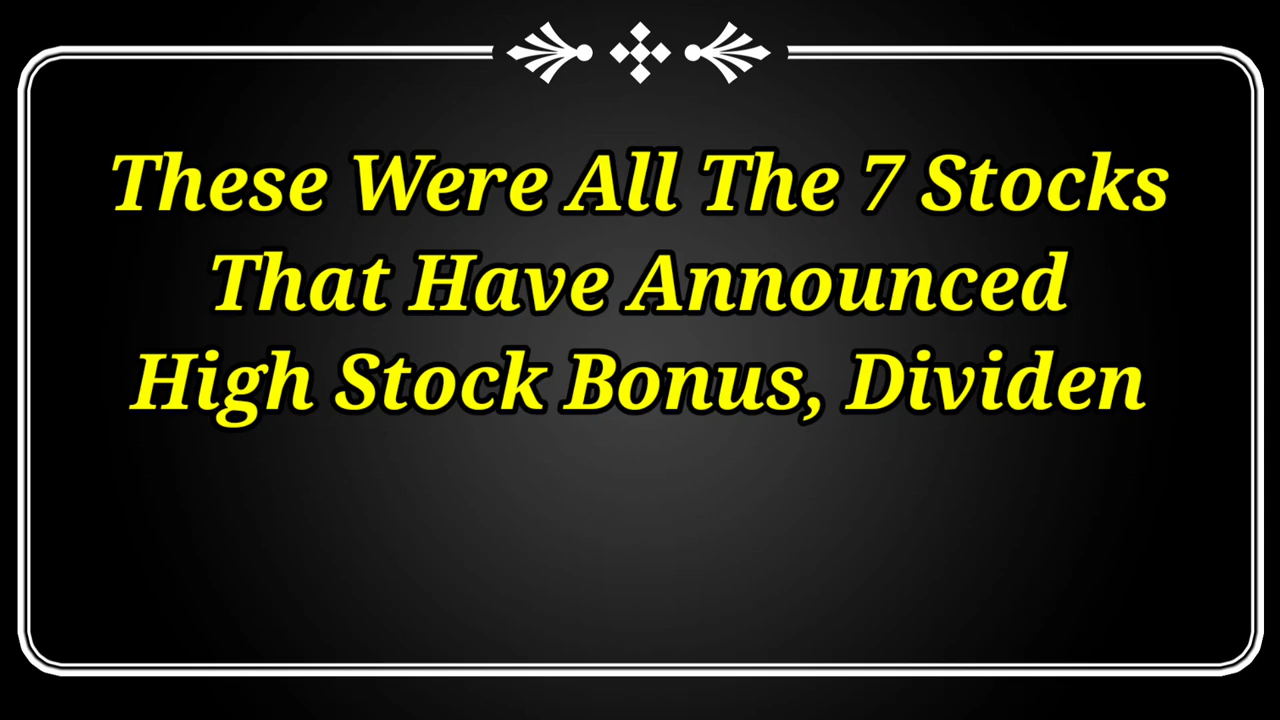 These Were All The 7 Stocks
That Have Announced
High Stock Bonus, Dividen